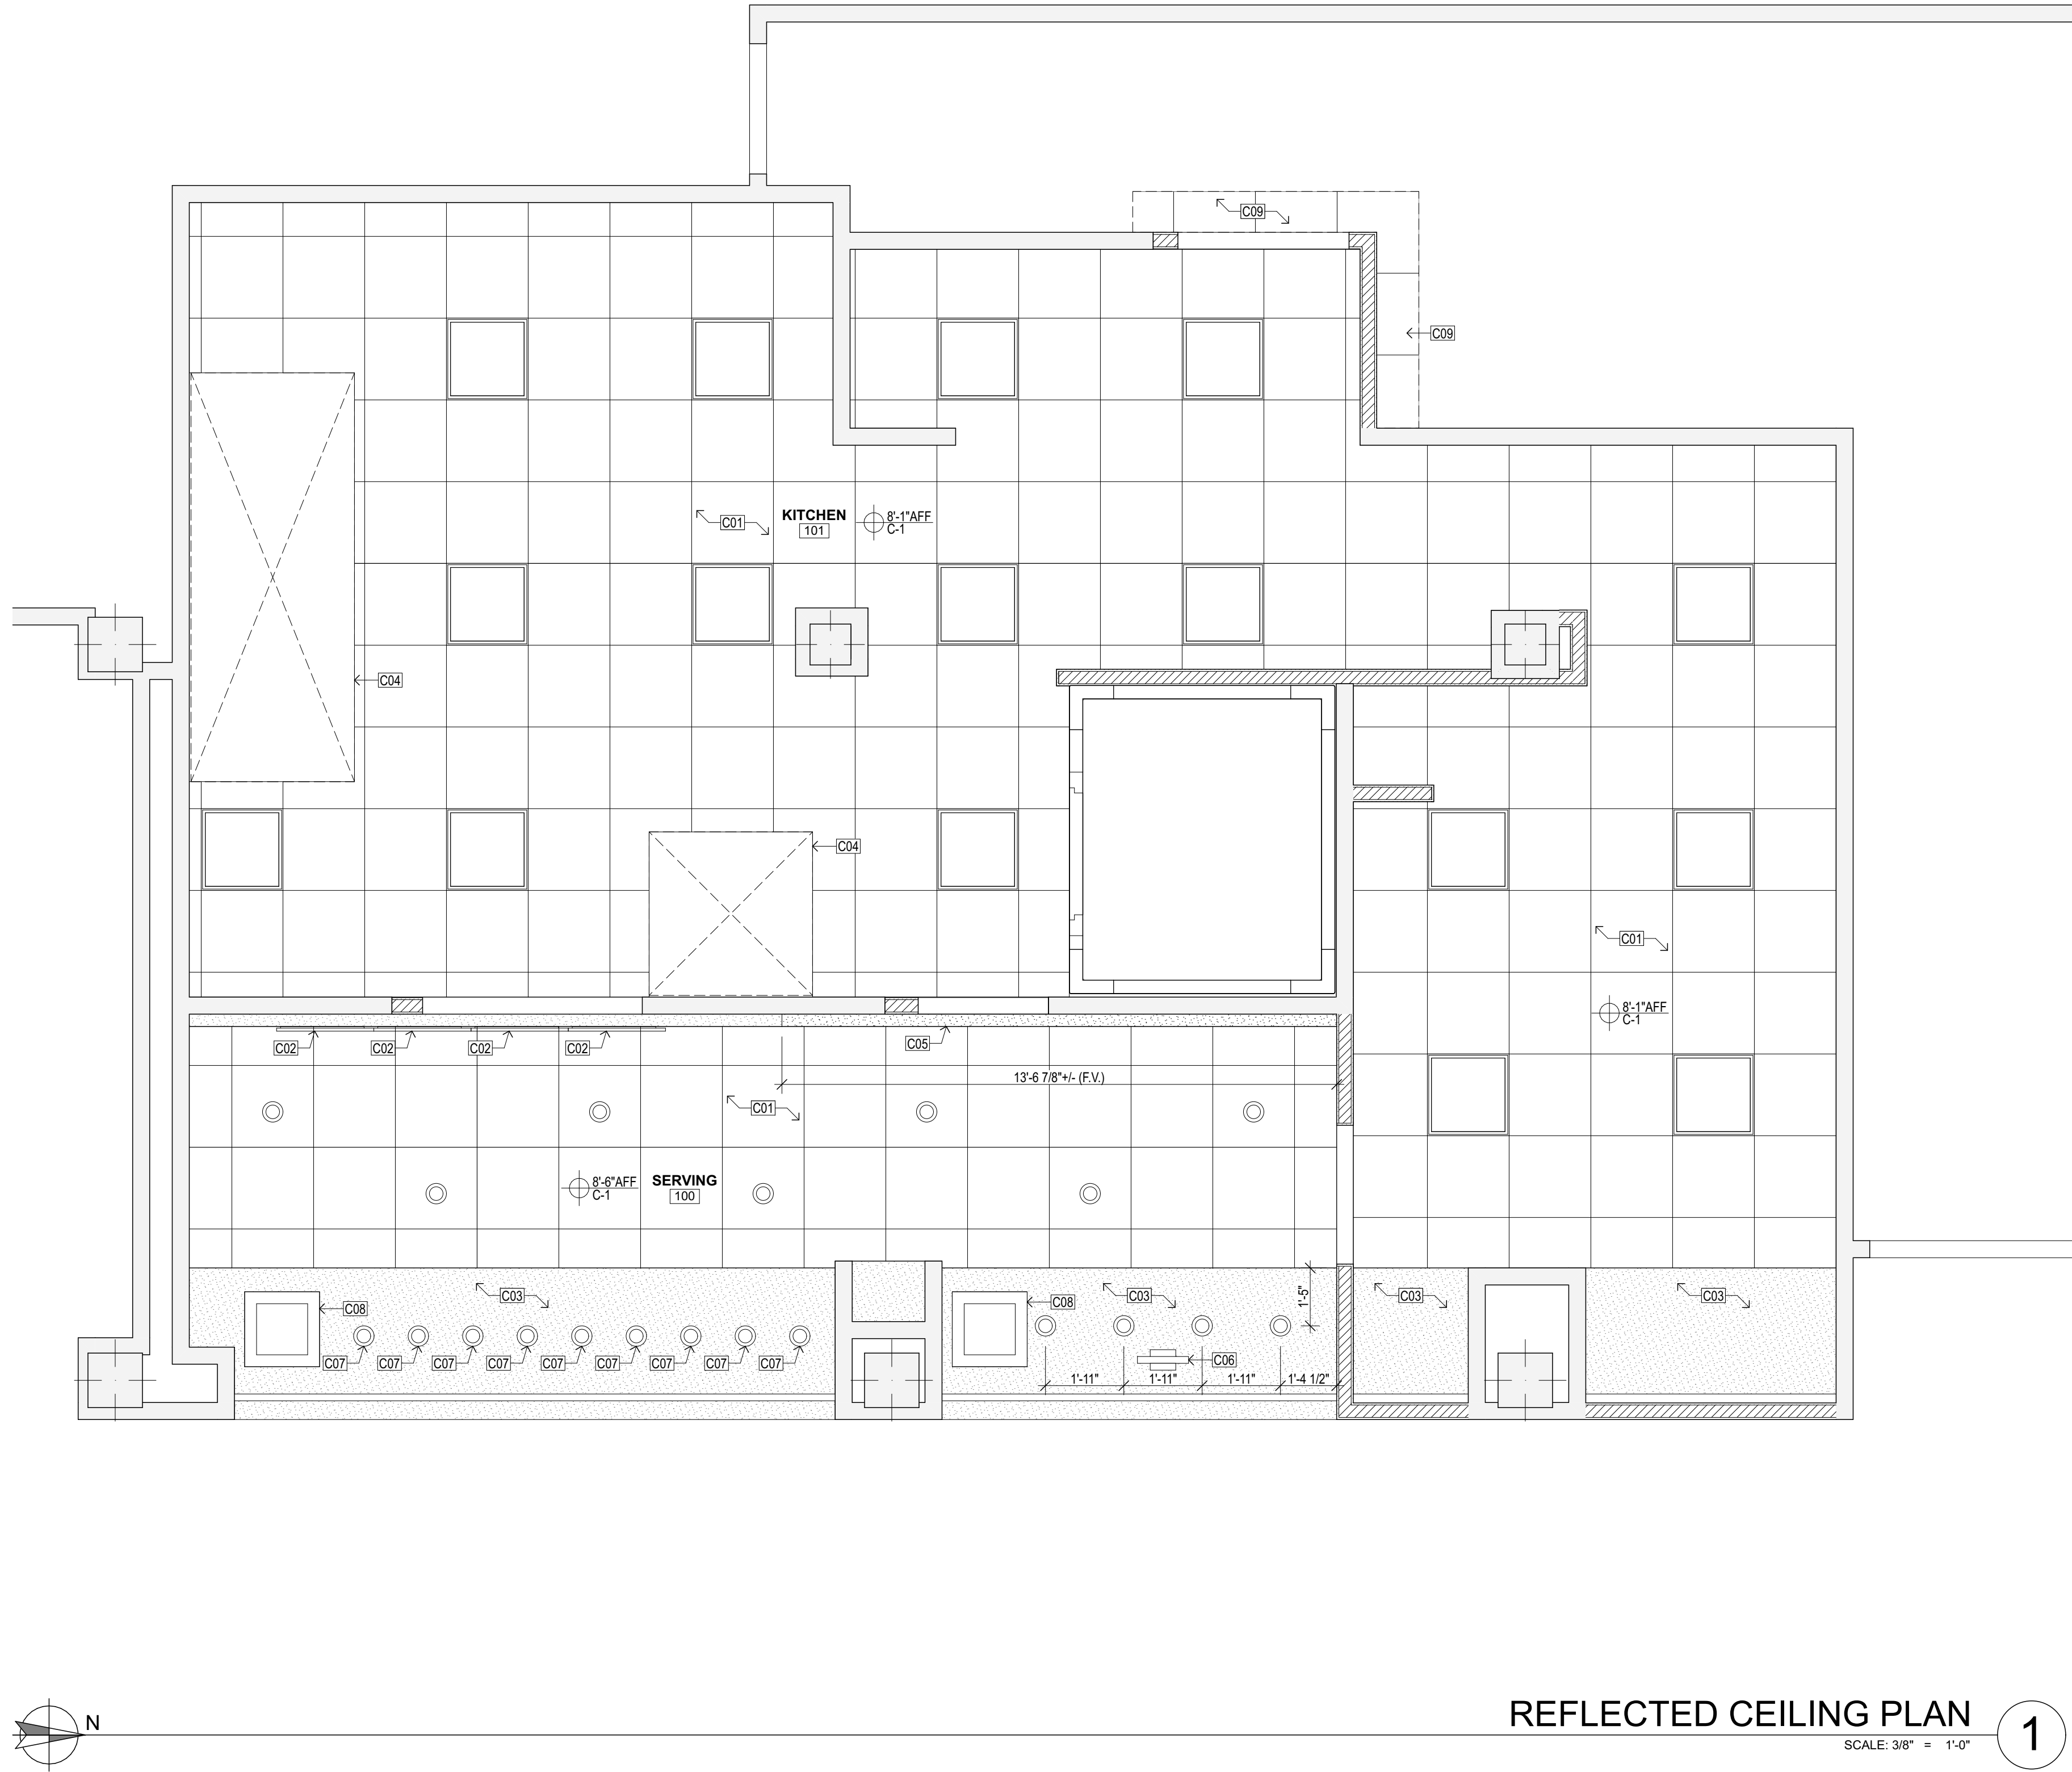 C09
C09
KITCHEN
101
C01
8'-1"AFF
C-1
C04
C04
C01
8'-1"AFF
C-1
C02
C02
C02
C02
C05
13'-6 7/8"+/- (F.V.)
C01
8'-6"AFF
C-1
SERVING
100
C03
C03
C03
C03
1'-5"
C08
C08
C07
C07
C07
C07
C07
C07
C07
C07
C07
C06
1'-11"
1'-11"
1'-11"
1'-4 1/2"
N
REFLECTED CEILING PLAN
1
SCALE: 3/8" = 1'-0"